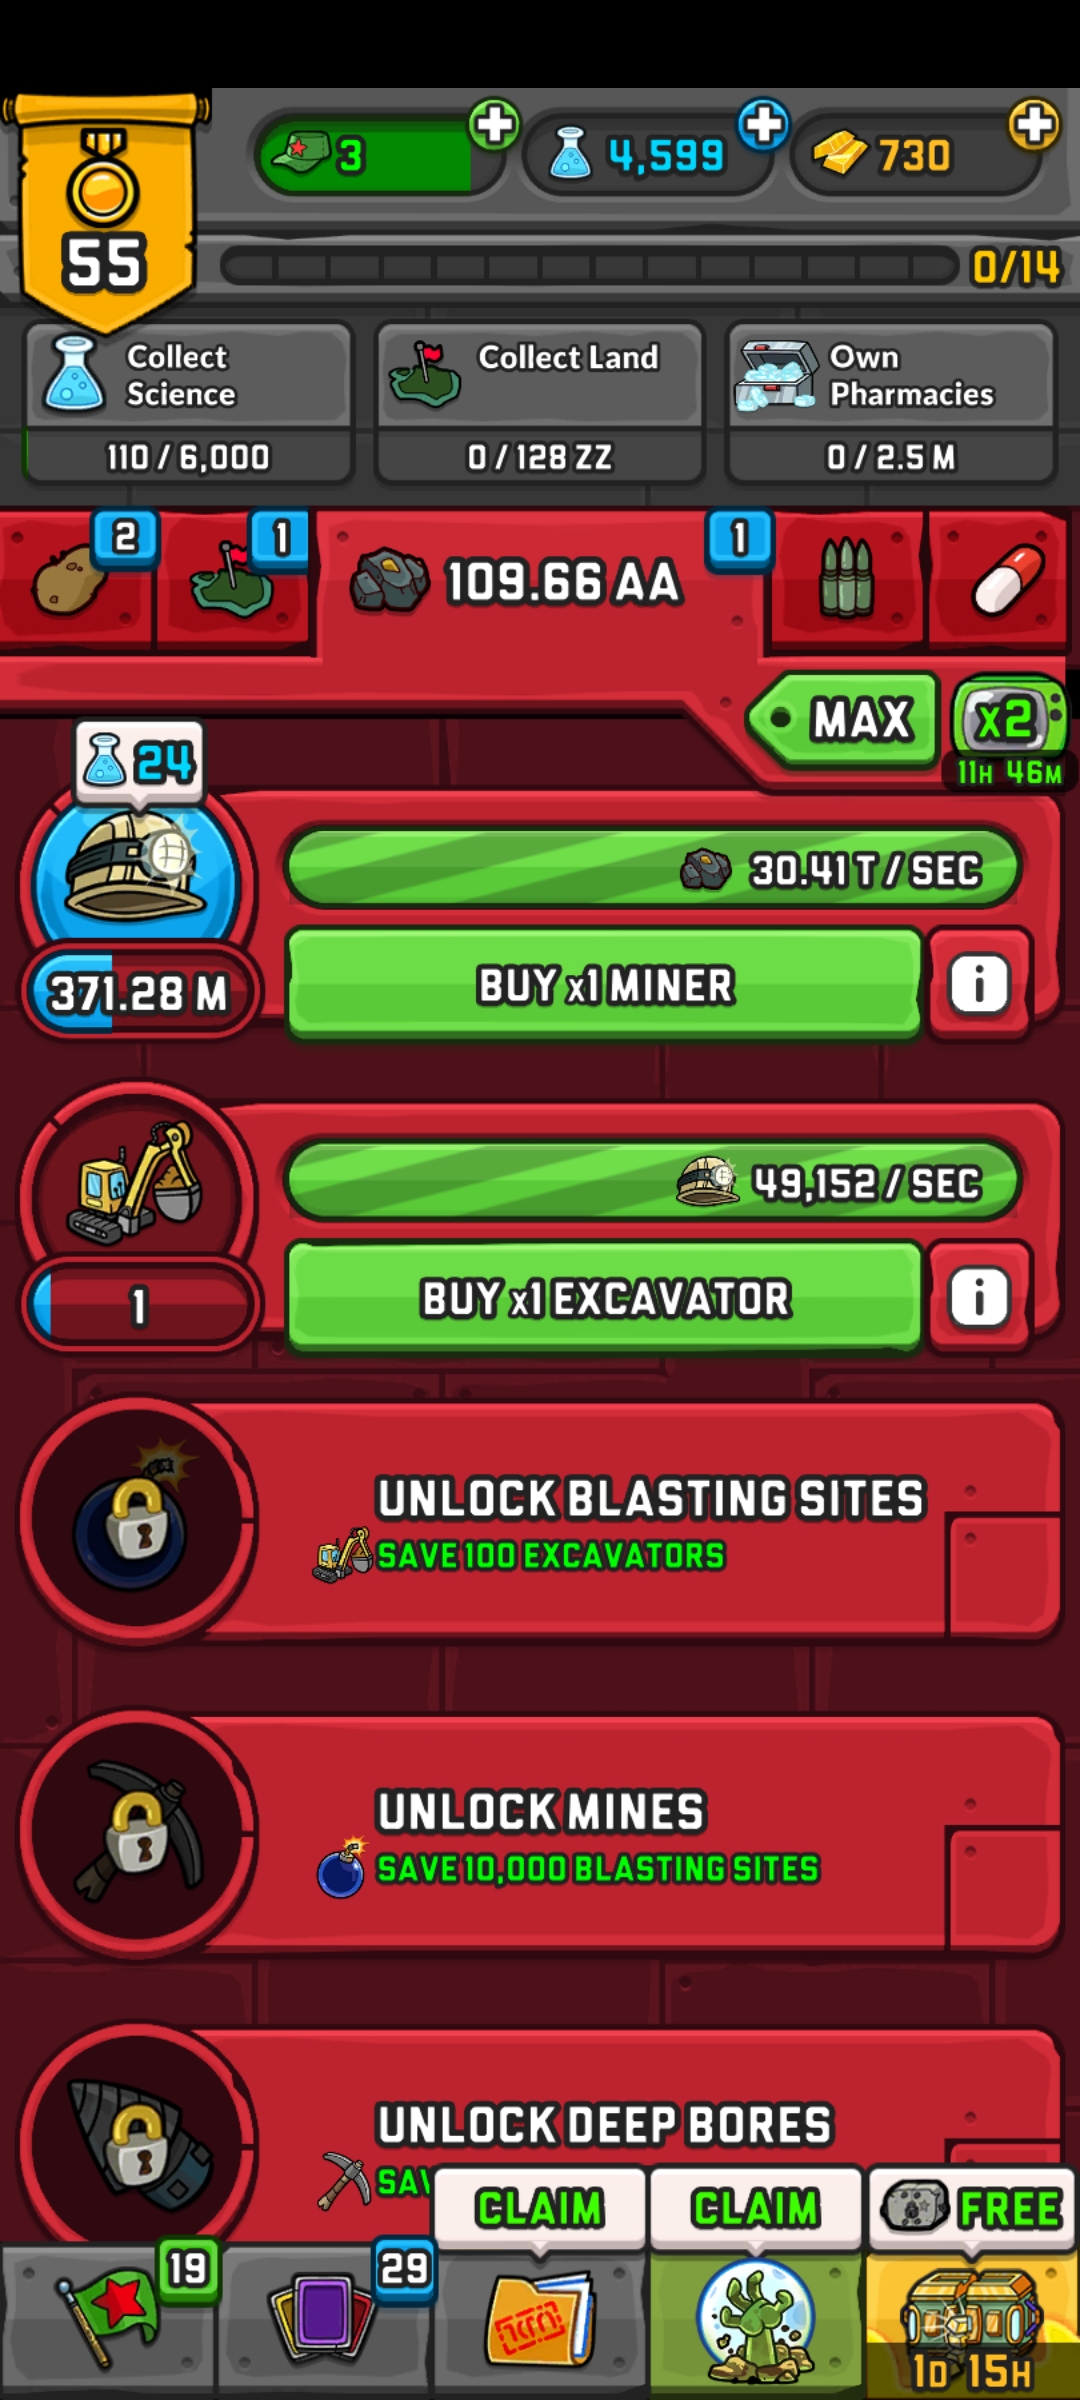 3
4,599
730
55
0/14
Collect Science
110 / 6,000
Collect Land
0 / 128 ZZ
Own Pharmacies
0 / 2.5 M
2
1
109.66 AA
1
MAX
x2
11H 46M
24
30.41 T / SEC
371.28 M
BUY x1 MINER
i
49,152 / SEC
1
BUY x1 EXCAVATOR
i
UNLOCK BLASTING SITES
SAVE 100 EXCAVATORS
UNLOCK MINES
SAVE 10,000 BLASTING SITES
UNLOCK DEEP BORES
CLAIM
CLAIM
FREE
19
29
1D 15H